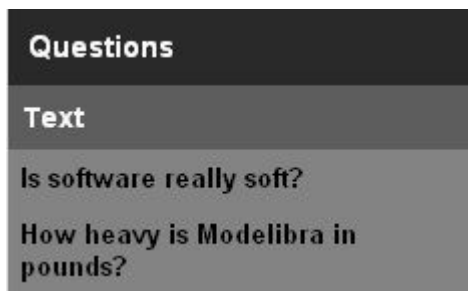 Questions
Text
Is software really soft?
How heavy is Modelibra in
pounds?